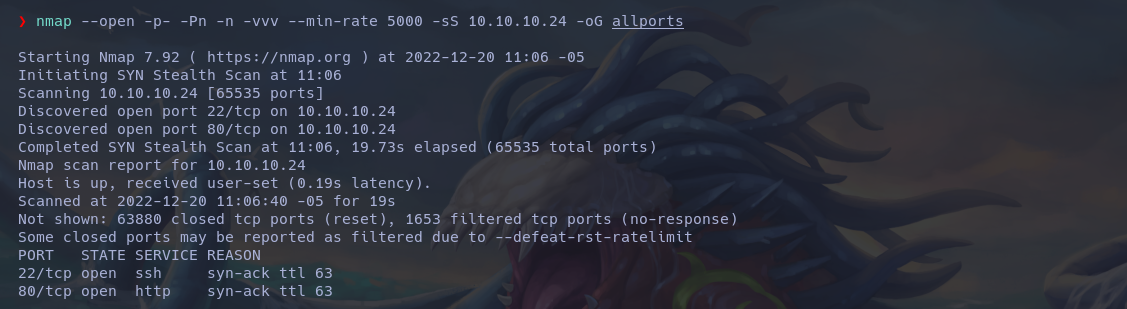 ❯ nmap --open -p- -Pn -n -vvv --min-rate 5000 -sS 10.10.10.24 -oG allports
Starting Nmap 7.92 ( https://nmap.org ) at 2022-12-20 11:06 -05
Initiating SYN Stealth Scan at 11:06
Scanning 10.10.10.24 [65535 ports]
Discovered open port 22/tcp on 10.10.10.24
Discovered open port 80/tcp on 10.10.10.24
Completed SYN Stealth Scan at 11:06, 19.73s elapsed (65535 total ports)
Nmap scan report for 10.10.10.24
Host is up, received user-set (0.19s latency).
Scanned at 2022-12-20 11:06:40 -05 for 19s
Not shown: 63880 closed tcp ports (reset), 1653 filtered tcp ports (no-response)
Some closed ports may be reported as filtered due to --defeat-rst-ratelimit
PORT   STATE SERVICE REASON
22/tcp open  ssh     syn-ack ttl 63
80/tcp open  http    syn-ack ttl 63